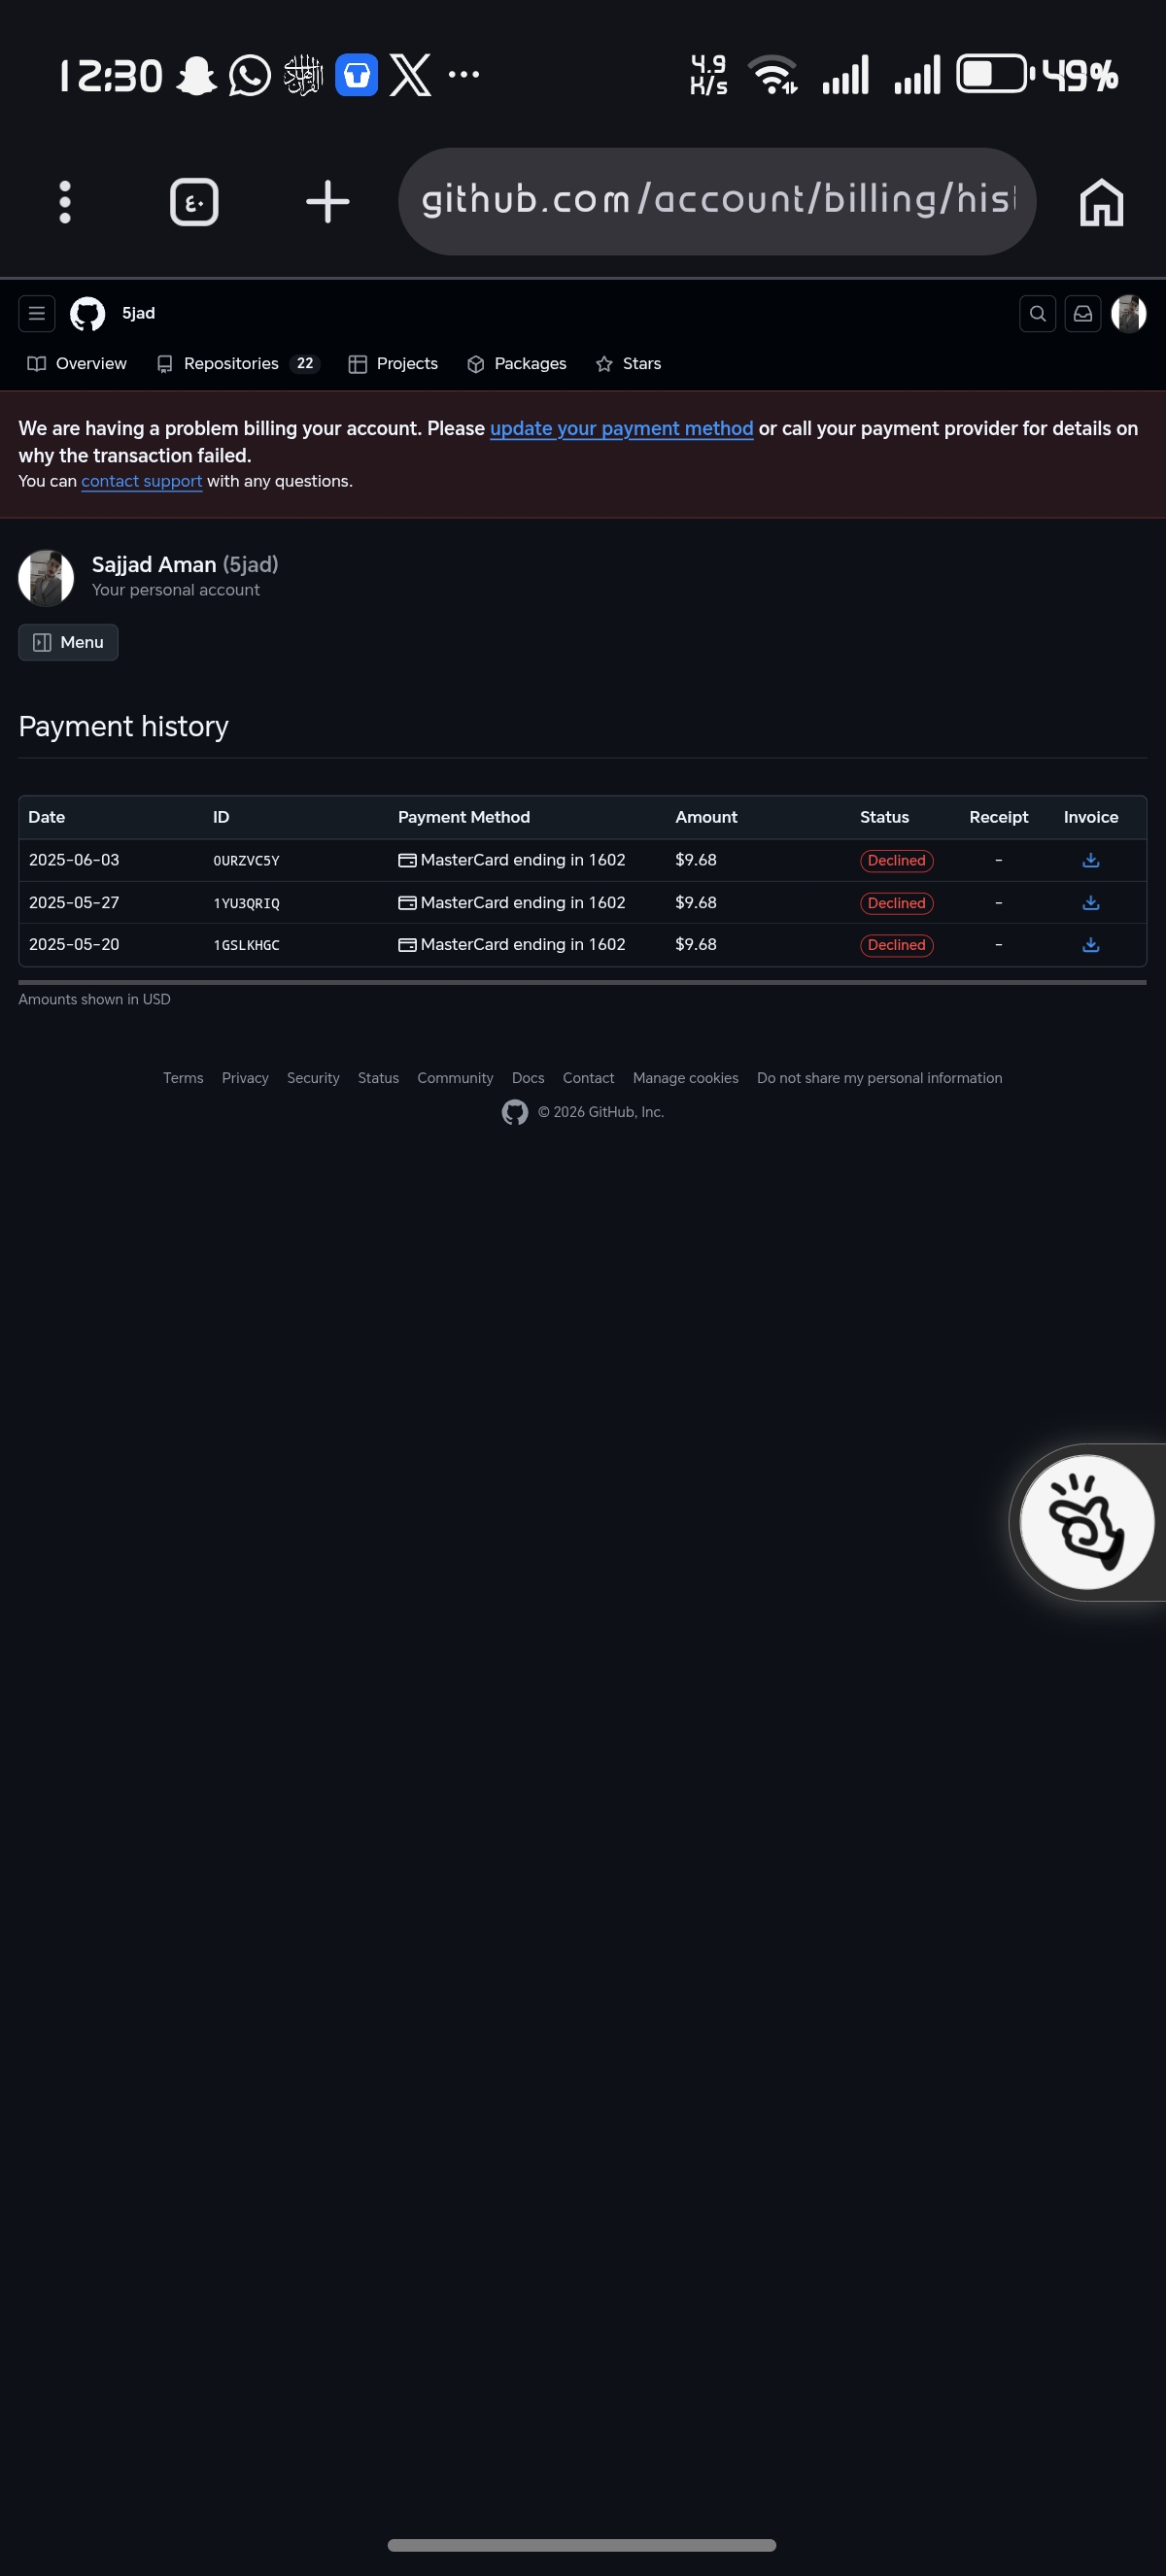 12:30 4.9 K/s 49%
٤٠ github.com/account/billing/his
5jad
Overview Repositories 22 Projects Packages Stars
We are having a problem billing your account. Please update your payment method or call your payment provider for details on
why the transaction failed.
You can contact support with any questions.
Sajjad Aman (5jad)
Your personal account
Menu
Payment history
Date ID Payment Method Amount Status Receipt Invoice
2025-06-03 0URZVC5Y MasterCard ending in 1602 $9.68 Declined -
2025-05-27 1YU3QRIQ MasterCard ending in 1602 $9.68 Declined -
2025-05-20 1GSLKHGC MasterCard ending in 1602 $9.68 Declined -
Amounts shown in USD
Terms Privacy Security Status Community Docs Contact Manage cookies Do not share my personal information
© 2026 GitHub, Inc.